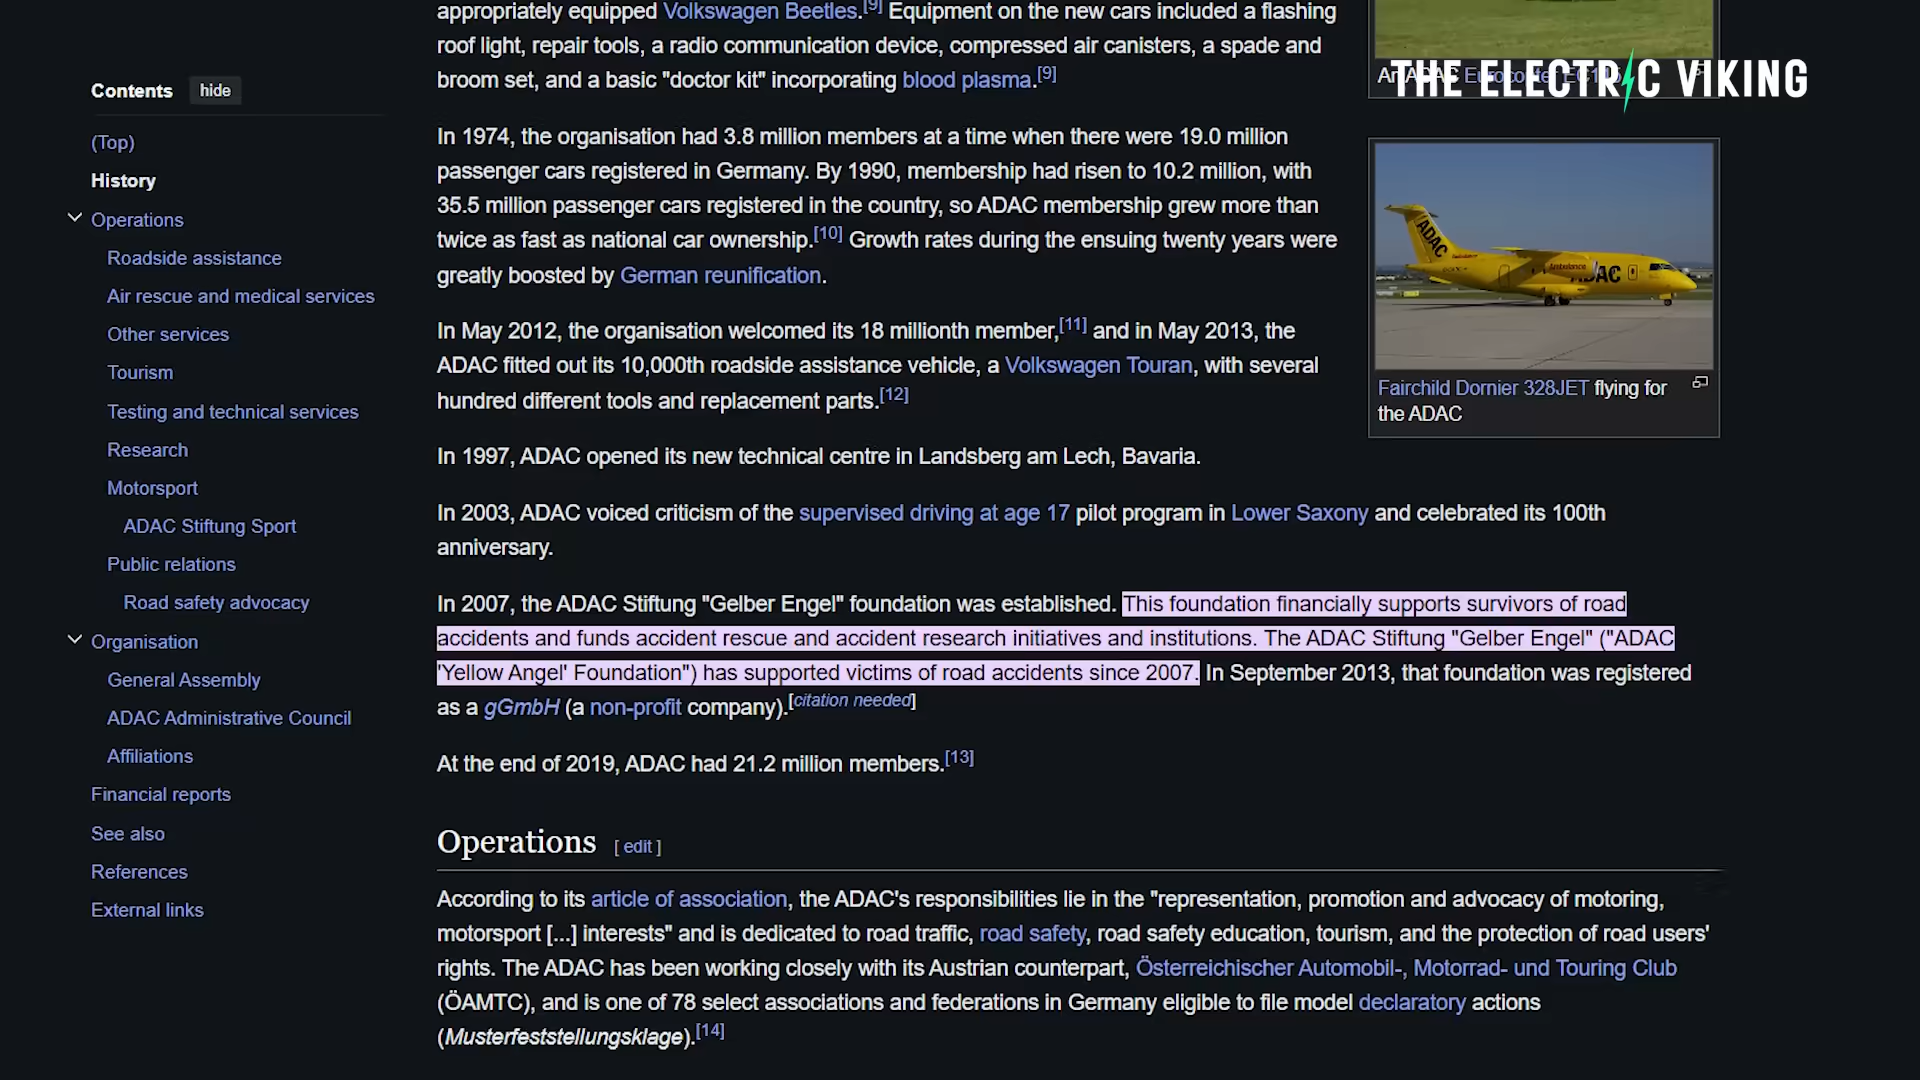 appropriately equipped Volkswagen Beetles.[9] Equipment on the new cars included a flashing
roof light, repair tools, a radio communication device, compressed air canisters, a spade and
broom set, and a basic "doctor kit" incorporating blood plasma.[9]
In 1974, the organisation had 3.8 million members at a time when there were 19.0 million
passenger cars registered in Germany. By 1990, membership had risen to 10.2 million, with
35.5 million passenger cars registered in the country, so ADAC membership grew more than
twice as fast as national car ownership.[10] Growth rates during the ensuing twenty years were
greatly boosted by German reunification.
In May 2012, the organisation welcomed its 18 millionth member,[11] and in May 2013, the
ADAC fitted out its 10,000th roadside assistance vehicle, a Volkswagen Touran, with several
hundred different tools and replacement parts.[12]
In 1997, ADAC opened its new technical centre in Landsberg am Lech, Bavaria.
In 2003, ADAC voiced criticism of the supervised driving at age 17 pilot program in Lower Saxony and celebrated its 100th
anniversary.
In 2007, the ADAC Stiftung "Gelber Engel" foundation was established. This foundation financially supports survivors of road
accidents and funds accident rescue and accident research initiatives and institutions. The ADAC Stiftung "Gelber Engel" ("ADAC
'Yellow Angel' Foundation") has supported victims of road accidents since 2007. In September 2013, that foundation was registered
as a gGmbH (a non-profit company).[citation needed]
At the end of 2019, ADAC had 21.2 million members.[13]
Operations [ edit ]
According to its article of association, the ADAC's responsibilities lie in the "representation, promotion and advocacy of motoring,
motorsport [...] interests" and is dedicated to road traffic, road safety, road safety education, tourism, and the protection of road users'
rights. The ADAC has been working closely with its Austrian counterpart, Österreichischer Automobil-, Motorrad- und Touring Club
(ÖAMTC), and is one of 78 select associations and federations in Germany eligible to file model declaratory actions
(Musterfeststellungsklage).[14]
Contents hide
(Top)
History
Operations
Roadside assistance
Air rescue and medical services
Other services
Tourism
Testing and technical services
Research
Motorsport
ADAC Stiftung Sport
Public relations
Road safety advocacy
Organisation
General Assembly
ADAC Administrative Council
Affiliations
Financial reports
See also
References
External links
An ADAC
THE ELECTRIC VIKING
ADAC
Ambulance
ADAC
Fairchild Dornier 328JET flying for
the ADAC